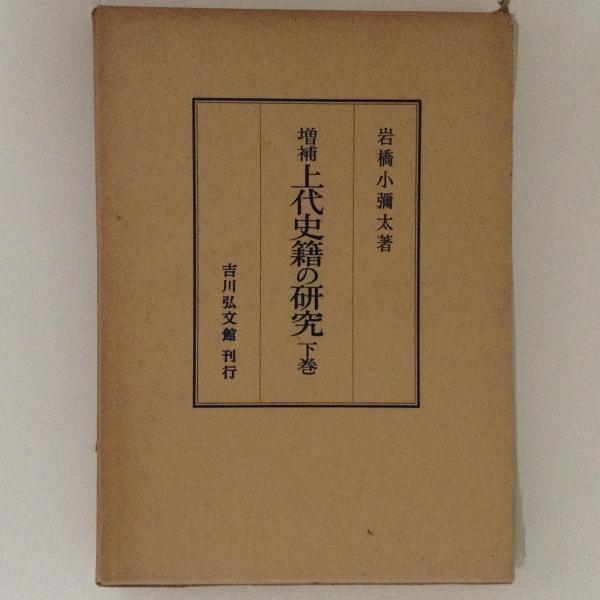 岩橋小彌太著
増補上代史籍の研究下巻
吉川弘文館刊行